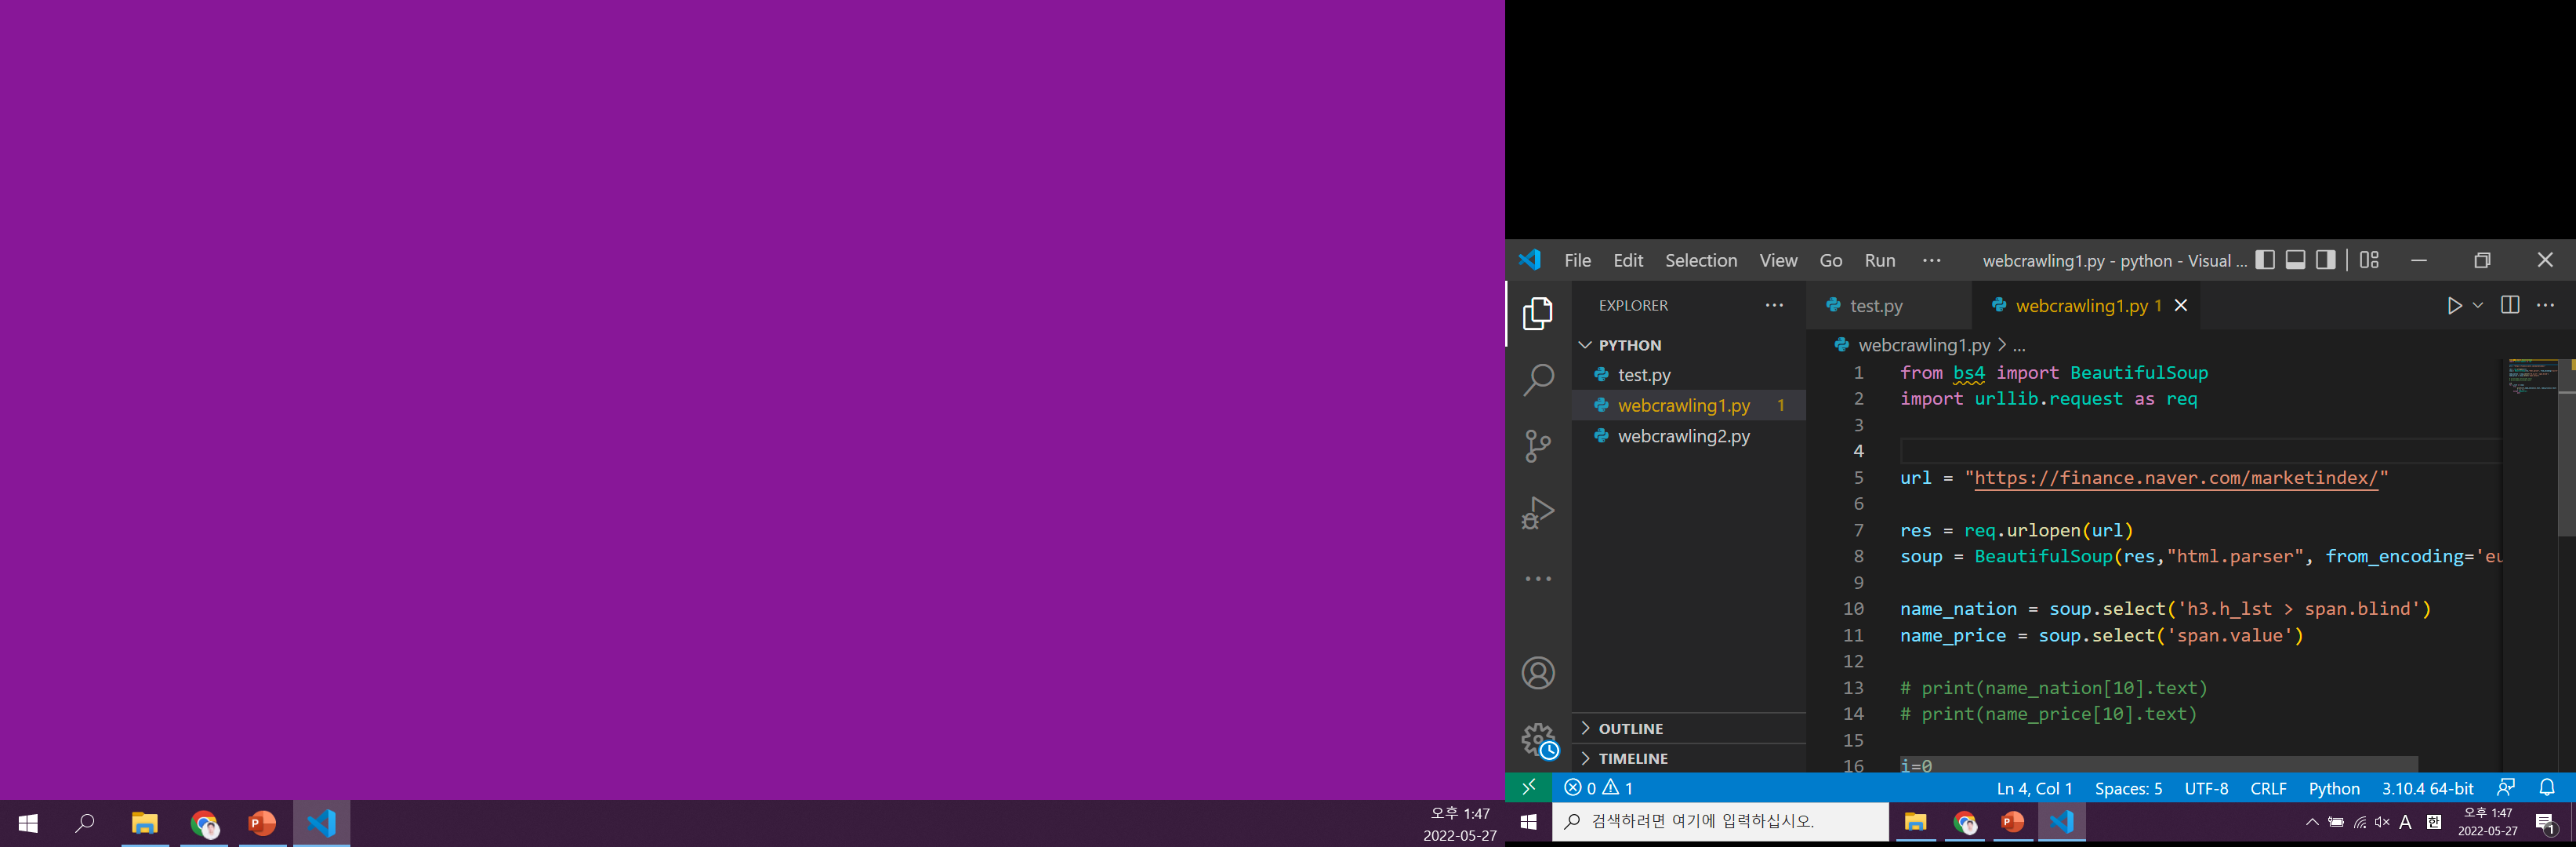 오후 1:47
2022-05-27
File Edit Selection View Go Run ··· webcrawling1.py - python - Visual ...
EXPLORER ···
PYTHON
test.py
webcrawling1.py 1
webcrawling2.py
OUTLINE
TIMELINE
test.py webcrawling1.py 1
webcrawling1.py > ...
1 from bs4 import BeautifulSoup
2 import urllib.request as req
3
4
5 url = "https://finance.naver.com/marketindex/"
6
7 res = req.urlopen(url)
8 soup = BeautifulSoup(res,"html.parser", from_encoding='eu
9
10 name_nation = soup.select('h3.h_lst > span.blind')
11 name_price = soup.select('span.value')
12
13 # print(name_nation[10].text)
14 # print(name_price[10].text)
15
16 i=0
0 1 Ln 4, Col 1 Spaces: 5 UTF-8 CRLF Python 3.10.4 64-bit
검색하려면 여기에 입력하십시오.
A 한
오후 1:47
2022-05-27
1